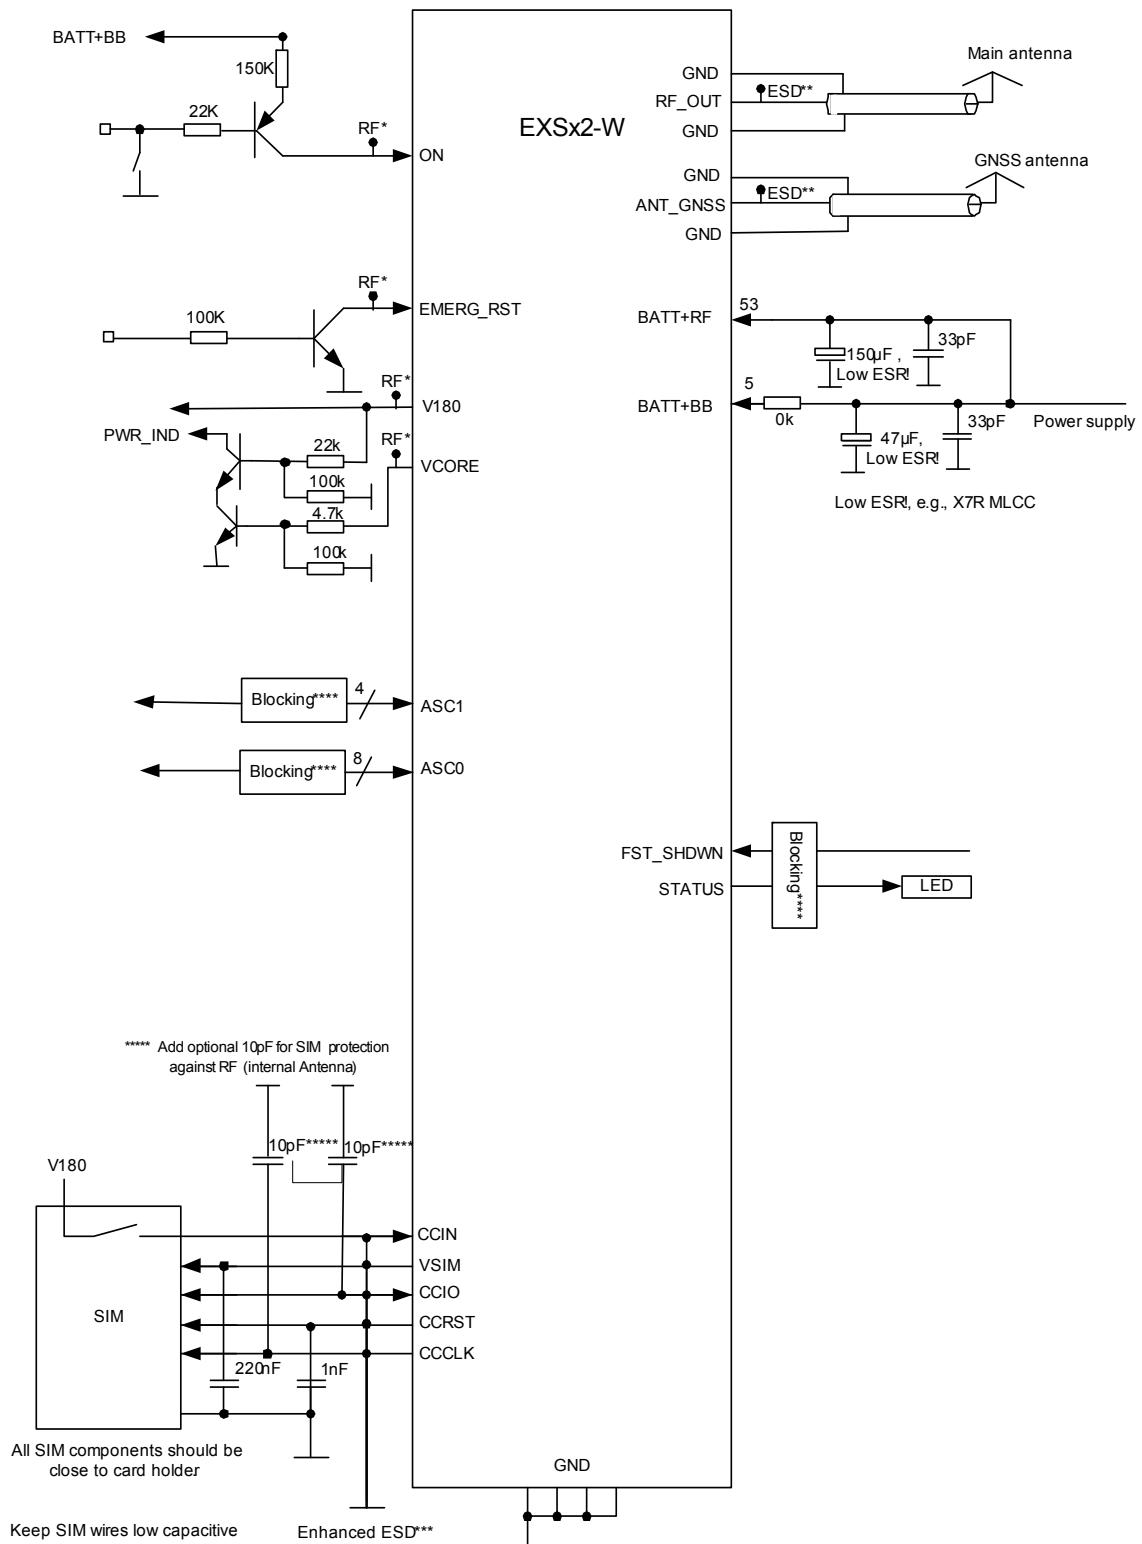 BATT+BB
150K
22K
RF*
ON
EXSx2-W
GND
RF_OUT
GND
ESD**
Main antenna
GND
ANT_GNSS
GND
ESD**
GNSS antenna
RF*
EMERG_RST
100K
BATT+RF
53
150µF,
Low ESR!
33pF
BATT+BB
5
0k
47µF,
Low ESR!
33pF
Power supply
Low ESR!, e.g., X7R MLCC
RF*
V180
PWR_IND
22k
RF*
VCORE
100k
4.7k
100k
Blocking****
4
ASC1
Blocking****
8
ASC0
FST_SHDWN
STATUS
Blocking****
LED
***** Add optional 10pF for SIM protection
against RF (internal Antenna)
10pF*****
10pF*****
V180
SIM
CCIN
VSIM
CCIO
CCRST
CCCLK
220nF
1nF
All SIM components should be
close to card holder
Keep SIM wires low capacitive
Enhanced ESD***
GND